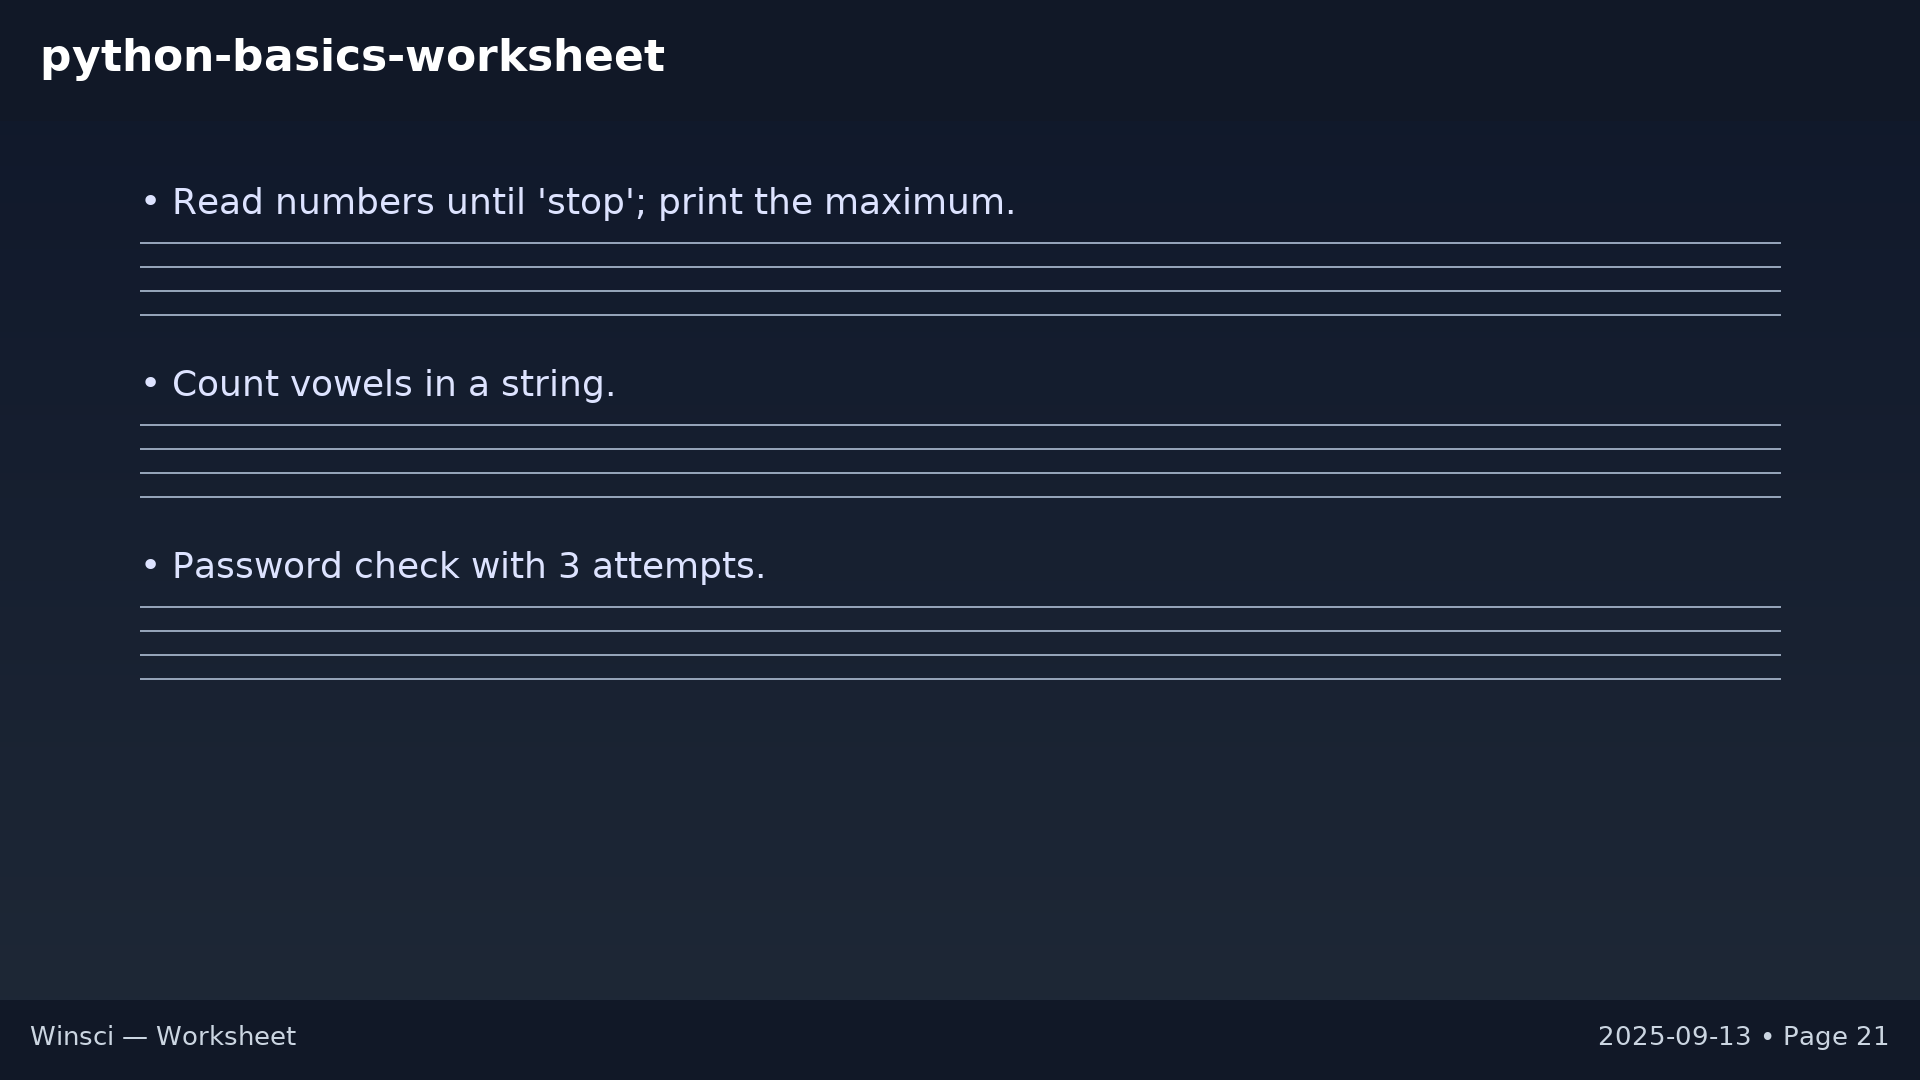 python-basics-worksheet
• Read numbers until 'stop'; print the maximum.
• Count vowels in a string.
• Password check with 3 attempts.
Winsci — Worksheet
2025-09-13 • Page 21